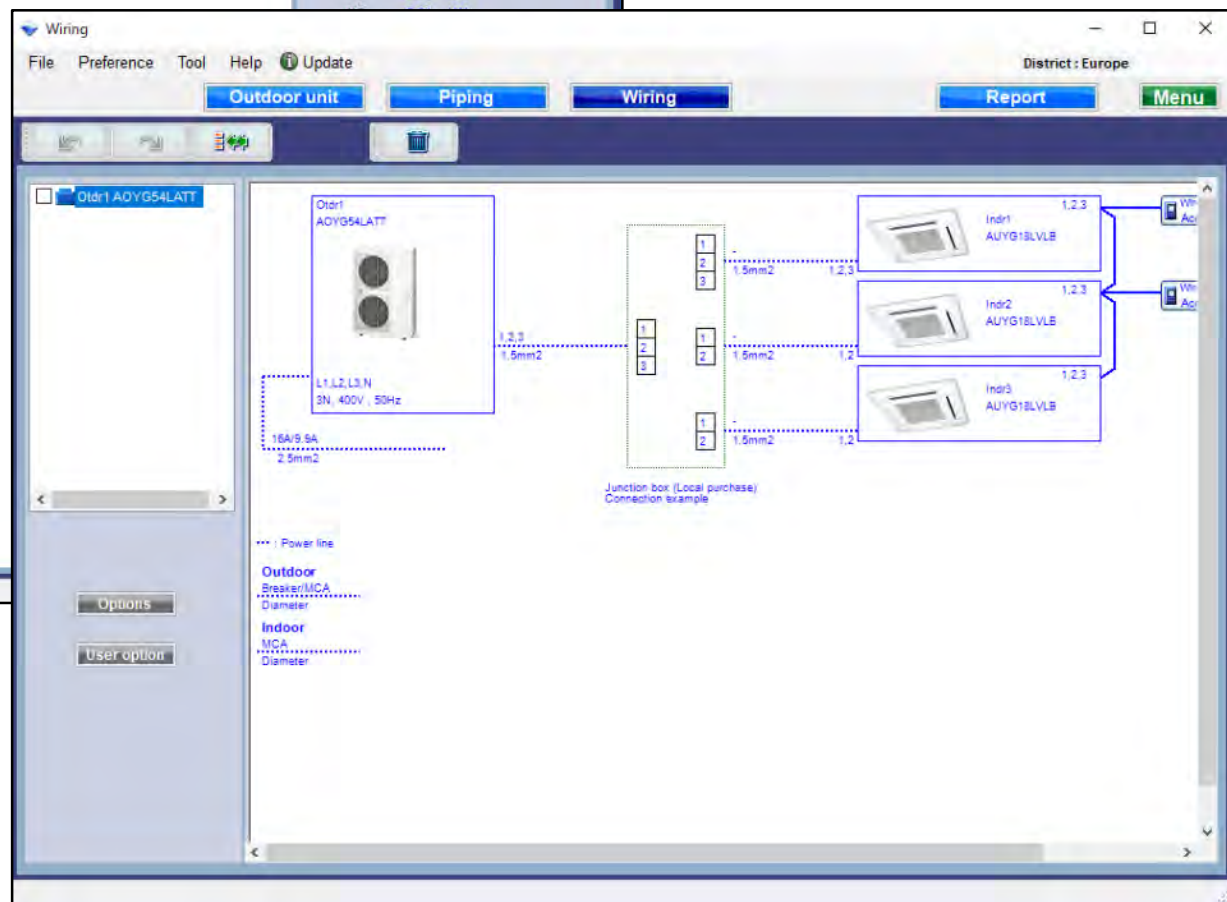 Wiring
File Preference Tool Help Update
District : Europe
Outdoor unit Piping Wiring Report Menu
Otdr1 AOYG54LATT
Otdr1
AOYG54LATT
L1,L2,L3,N
3N, 400V , 50Hz
16A/9.9A
2.5mm2
1,2,3
1.5mm2
1
2
3
1
2
3
1
2
1
2
-
1.5mm2 1,2,3
-
1.5mm2 1,2
-
1.5mm2 1,2
Junction box (Local purchase)
Connection example
1,2,3
Indr1
AUYG18LVLB
1,2,3
Indr2
AUYG18LVLB
1,2,3
Indr3
AUYG18LVLB
: Power line
Outdoor
Breaker/MCA
Diameter
Indoor
MCA
Diameter
Options
User option